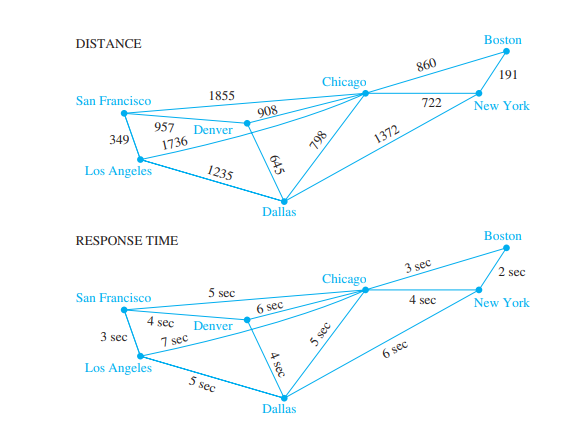 DISTANCE
Boston
860
191
Chicago
1855
908
San Francisco
722
New York
957
Denver
349
1736
798
1372
645
Los Angeles
1235
Dallas
RESPONSE TIME
Boston
3 sec
2 sec
Chicago
5 sec
6 sec
San Francisco
4 sec
New York
4 sec
Denver
3 sec
7 sec
5 sec
6 sec
4 sec
Los Angeles
5 sec
Dallas